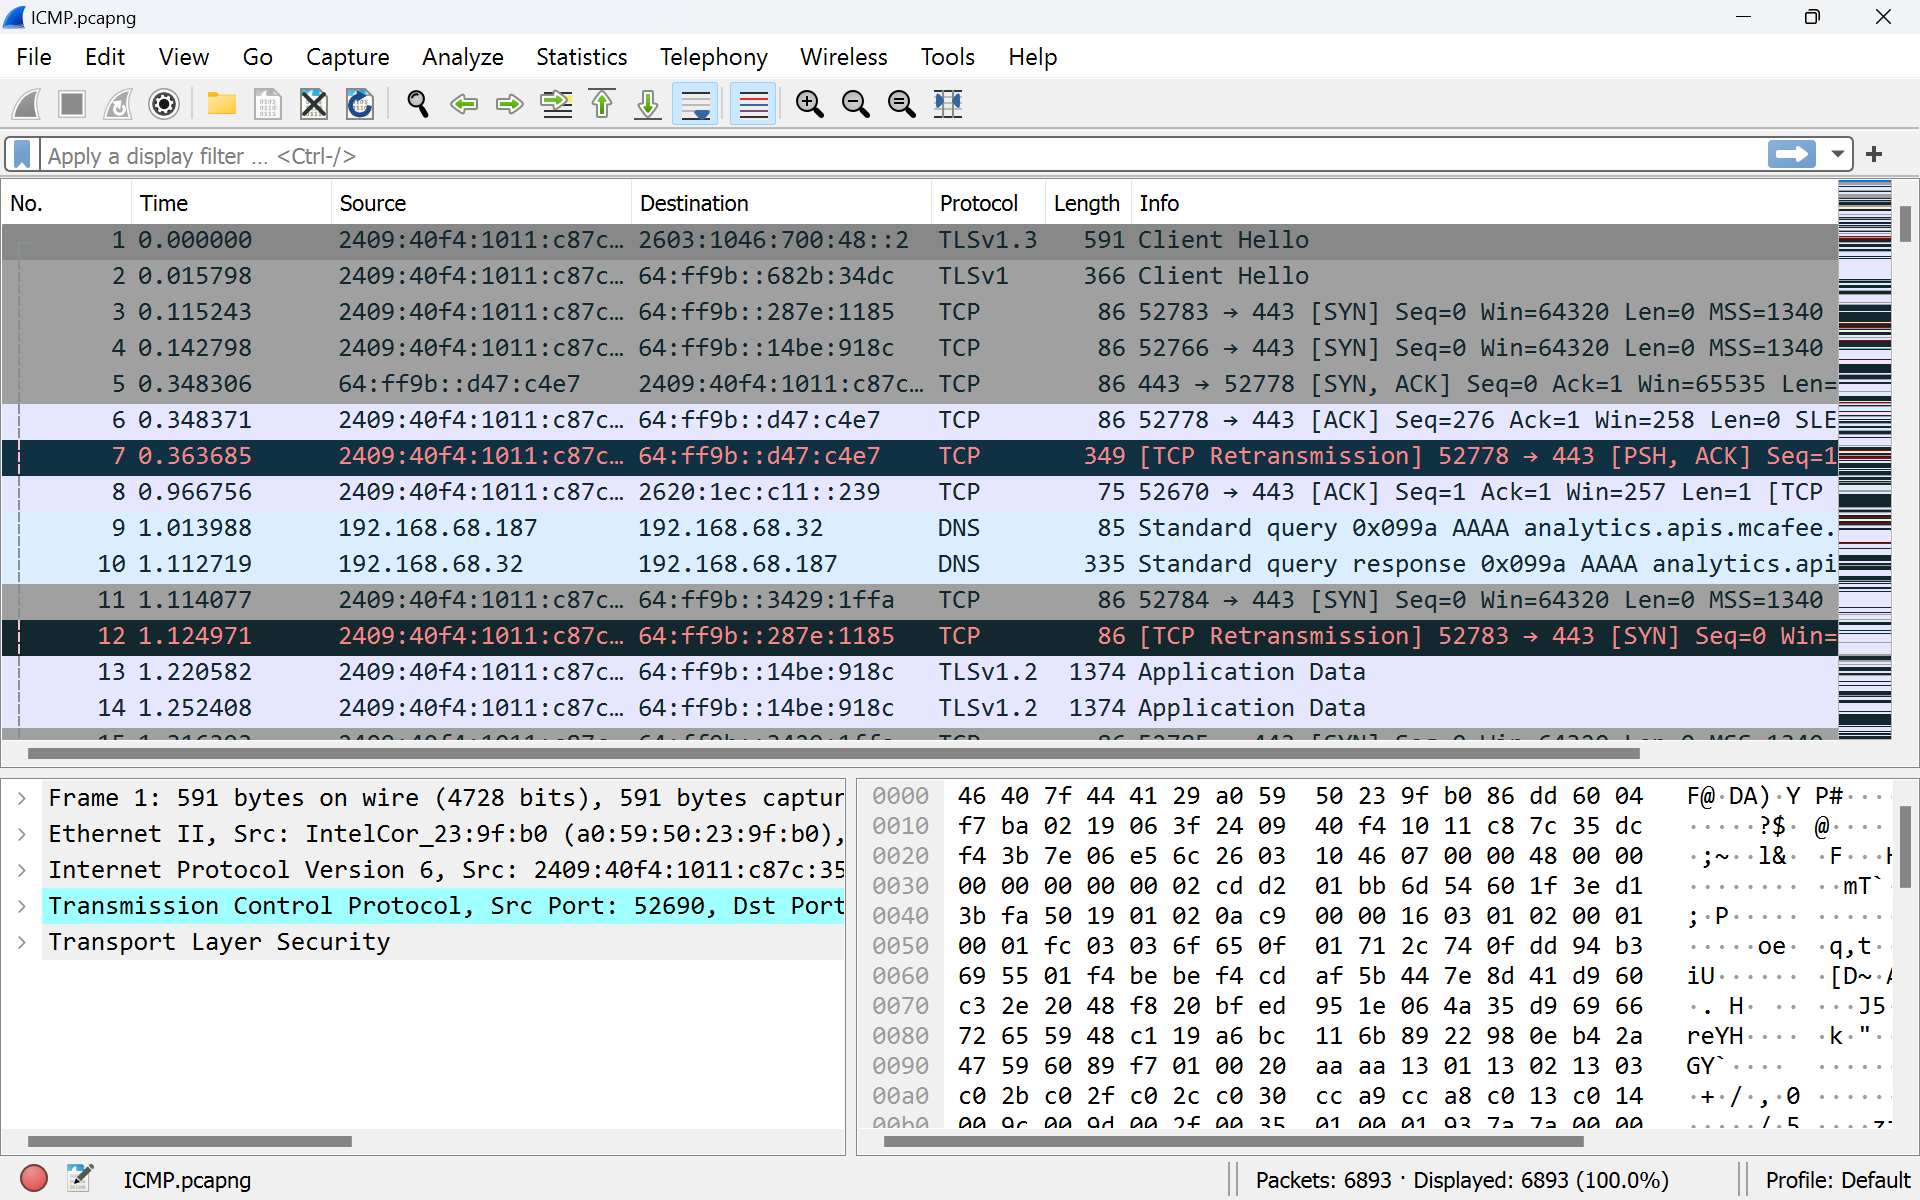 ICMP.pcapng
File Edit View Go Capture Analyze Statistics Telephony Wireless Tools Help
Apply a display filter ... <Ctrl-/>
No. Time Source Destination Protocol Length Info
1 0.000000 2409:40f4:1011:c87c… 2603:1046:700:48::2 TLSv1.3 591 Client Hello
2 0.015798 2409:40f4:1011:c87c… 64:ff9b::682b:34dc TLSv1 366 Client Hello
3 0.115243 2409:40f4:1011:c87c… 64:ff9b::287e:1185 TCP 86 52783 → 443 [SYN] Seq=0 Win=64320 Len=0 MSS=1340
4 0.142798 2409:40f4:1011:c87c… 64:ff9b::14be:918c TCP 86 52766 → 443 [SYN] Seq=0 Win=64320 Len=0 MSS=1340
5 0.348306 64:ff9b::d47:c4e7 2409:40f4:1011:c87c… TCP 86 443 → 52778 [SYN, ACK] Seq=0 Ack=1 Win=65535 Len=
6 0.348371 2409:40f4:1011:c87c… 64:ff9b::d47:c4e7 TCP 86 52778 → 443 [ACK] Seq=276 Ack=1 Win=258 Len=0 SLE
7 0.363685 2409:40f4:1011:c87c… 64:ff9b::d47:c4e7 TCP 349 [TCP Retransmission] 52778 → 443 [PSH, ACK] Seq=1
8 0.966756 2409:40f4:1011:c87c… 2620:1ec:c11::239 TCP 75 52670 → 443 [ACK] Seq=1 Ack=1 Win=257 Len=1 [TCP
9 1.013988 192.168.68.187 192.168.68.32 DNS 85 Standard query 0x099a AAAA analytics.apis.mcafee.
10 1.112719 192.168.68.32 192.168.68.187 DNS 335 Standard query response 0x099a AAAA analytics.api
11 1.114077 2409:40f4:1011:c87c… 64:ff9b::3429:1ffa TCP 86 52784 → 443 [SYN] Seq=0 Win=64320 Len=0 MSS=1340
12 1.124971 2409:40f4:1011:c87c… 64:ff9b::287e:1185 TCP 86 [TCP Retransmission] 52783 → 443 [SYN] Seq=0 Win=
13 1.220582 2409:40f4:1011:c87c… 64:ff9b::14be:918c TLSv1.2 1374 Application Data
14 1.252408 2409:40f4:1011:c87c… 64:ff9b::14be:918c TLSv1.2 1374 Application Data
Frame 1: 591 bytes on wire (4728 bits), 591 bytes captur
Ethernet II, Src: IntelCor_23:9f:b0 (a0:59:50:23:9f:b0),
Internet Protocol Version 6, Src: 2409:40f4:1011:c87c:35
Transmission Control Protocol, Src Port: 52690, Dst Port
Transport Layer Security
0000 46 40 7f 44 41 29 a0 59 50 23 9f b0 86 dd 60 04 F@·DA)·Y P#····
0010 f7 ba 02 19 06 3f 24 09 40 f4 10 11 c8 7c 35 dc ·····?$· @····
0020 f4 3b 7e 06 e5 6c 26 03 10 46 07 00 00 48 00 00 ·;~··l&· ·F···H
0030 00 00 00 00 00 02 cd d2 01 bb 6d 54 60 1f 3e d1 ········ ··mT`·
0040 3b fa 50 19 01 02 0a c9 00 00 16 03 01 02 00 01 ;·P····· ······
0050 00 01 fc 03 03 6f 65 0f 01 71 2c 74 0f dd 94 b3 ·····oe· ·q,t··
0060 69 55 01 f4 be be f4 cd af 5b 44 7e 8d 41 d9 60 iU······ ·[D~·A
0070 c3 2e 20 48 f8 20 bf ed 95 1e 06 4a 35 d9 69 66 ·. H· ·· ···J5·
0080 72 65 59 48 c1 19 a6 bc 11 6b 89 22 98 0e b4 2a reYH···· ·k·"··
0090 47 59 60 89 f7 01 00 20 aa aa 13 01 13 02 13 03 GY`···· ······
00a0 c0 2b c0 2f c0 2c c0 30 cc a9 cc a8 c0 13 c0 14 ·+·/·,·0 ······
00b0 00 9c 00 9d 00 2f 00 35 01 00 01 93 7a 7a 00 00 ·····/·5 ····zz
ICMP.pcapng
Packets: 6893 · Displayed: 6893 (100.0%)
Profile: Default